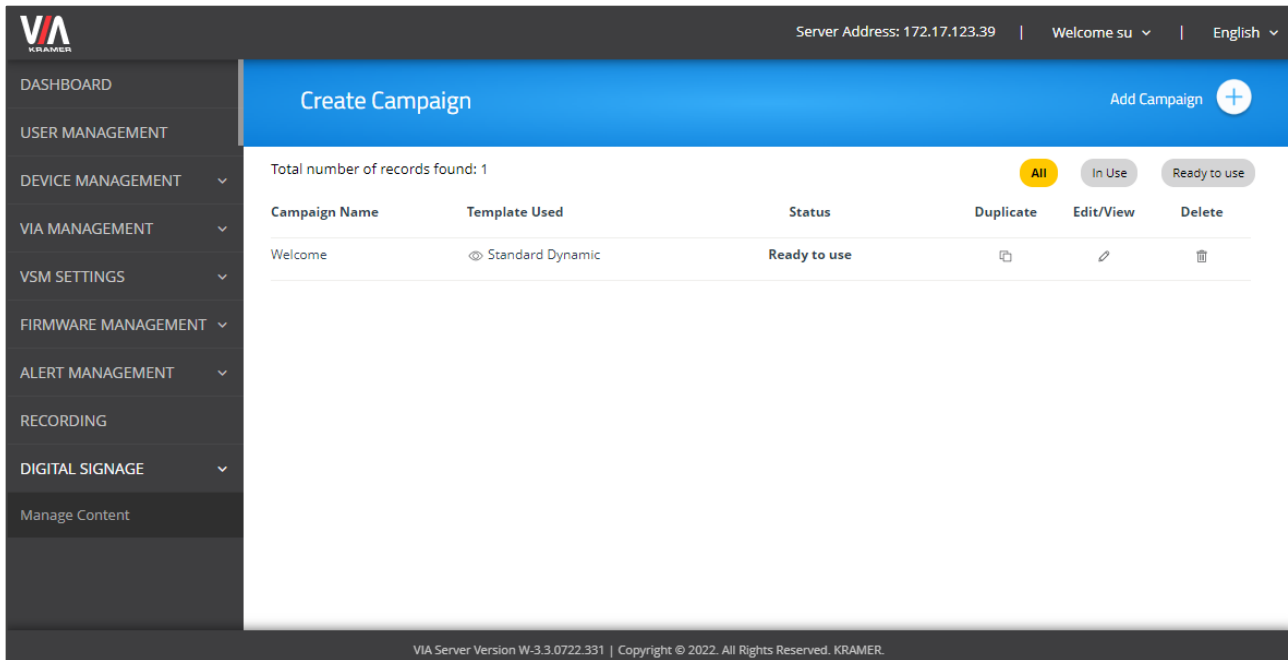 VIA
KRAMER
Server Address: 172.17.123.39 | Welcome su | English
DASHBOARD
USER MANAGEMENT
DEVICE MANAGEMENT
VIA MANAGEMENT
VSM SETTINGS
FIRMWARE MANAGEMENT
ALERT MANAGEMENT
RECORDING
DIGITAL SIGNAGE
Manage Content
Create Campaign
Add Campaign
Total number of records found: 1
All In Use Ready to use
Campaign Name Template Used Status Duplicate Edit/View Delete
Welcome Standard Dynamic Ready to use
VIA Server Version W-3.3.0722.331 | Copyright © 2022. All Rights Reserved. KRAMER.